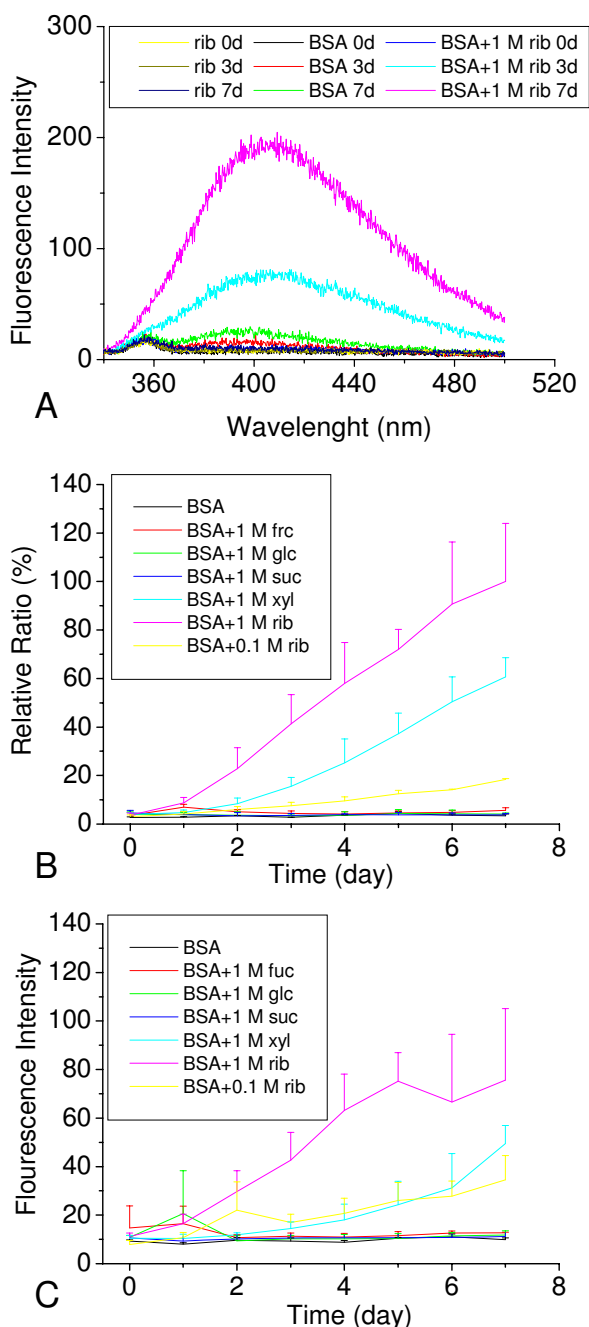 rib 0d BSA 0d BSA+1 M rib 0d
rib 3d BSA 3d BSA+1 M rib 3d
rib 7d BSA 7d BSA+1 M rib 7d
300
200
100
0
Fluorescence Intensity
360 400 440 480 520
A
Wavelenght (nm)
140
120
100
80
60
40
20
0
Relative Ratio (%)
BSA
BSA+1 M frc
BSA+1 M glc
BSA+1 M suc
BSA+1 M xyl
BSA+1 M rib
BSA+0.1 M rib
0 2 4 6 8
B
Time (day)
140
120
100
80
60
40
20
0
Flourescence Intensity
BSA
BSA+1 M fuc
BSA+1 M glc
BSA+1 M suc
BSA+1 M xyl
BSA+1 M rib
BSA+0.1 M rib
0 2 4 6 8
C
Time (day)